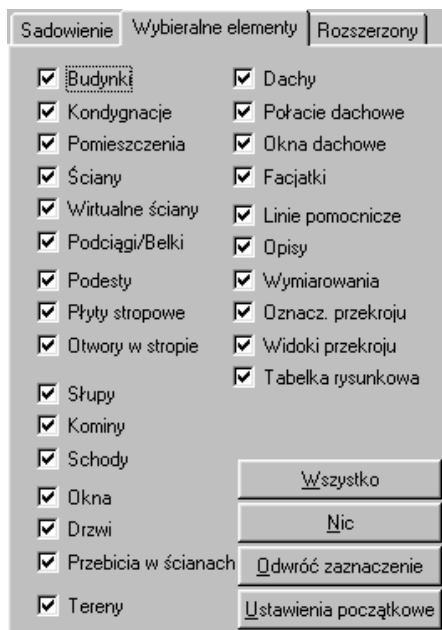 Sadowienie
Wybieralne elementy
Rozszerzony
Budynki
Kondygnacje
Pomieszczenia
Ściany
Wirtualne ściany
Podciągi/Belki
Podesty
Płyty stropowe
Otwory w stropie
Słupy
Kominy
Schody
Okna
Drzwi
Przebicia w ścianach
Tereny
Dachy
Połacie dachowe
Okna dachowe
Facjatki
Linie pomocnicze
Opisy
Wymiarowania
Oznacz. przekroju
Widoki przekroju
Tabelka rysunkowa
Wszystko
Nic
Odwróć zaznaczenie
Ustawienia początkowe